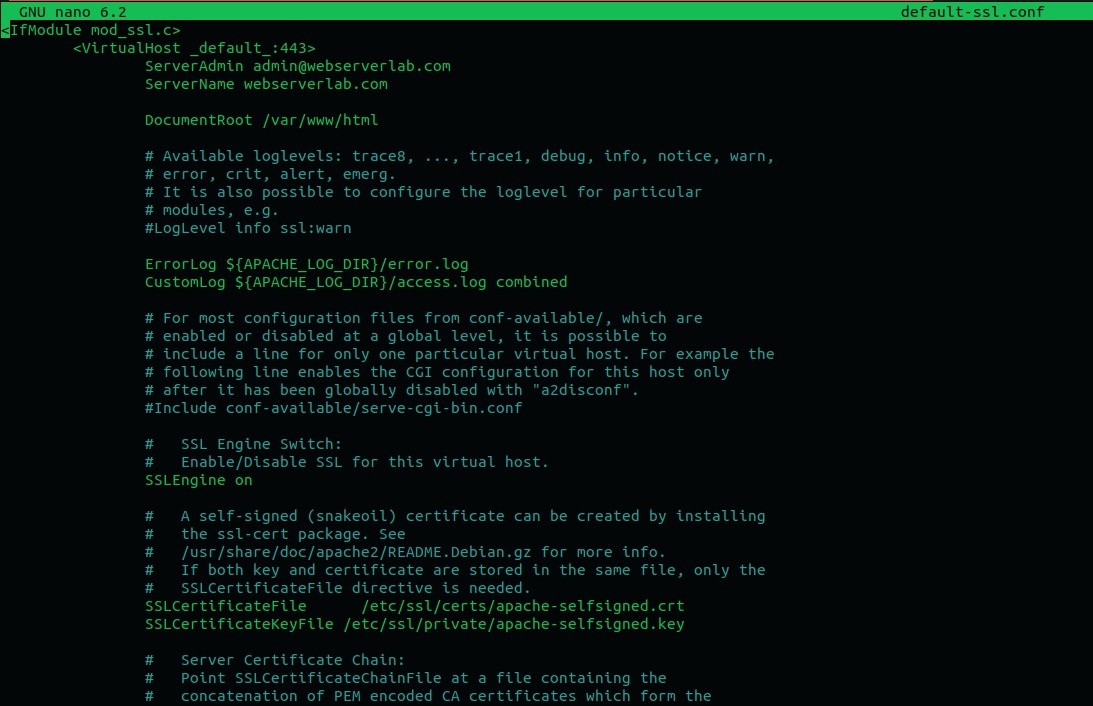 GNU nano 6.2 default-ssl.conf
<IfModule mod_ssl.c>
<VirtualHost _default_:443>
ServerAdmin admin@webserverlab.com
ServerName webserverlab.com
DocumentRoot /var/www/html
# Available loglevels: trace8, ..., trace1, debug, info, notice, warn,
# error, crit, alert, emerg.
# It is also possible to configure the loglevel for particular
# modules, e.g.
#LogLevel info ssl:warn
ErrorLog ${APACHE_LOG_DIR}/error.log
CustomLog ${APACHE_LOG_DIR}/access.log combined
# For most configuration files from conf-available/, which are
# enabled or disabled at a global level, it is possible to
# include a line for only one particular virtual host. For example the
# following line enables the CGI configuration for this host only
# after it has been globally disabled with "a2disconf".
#Include conf-available/serve-cgi-bin.conf
#   SSL Engine Switch:
#   Enable/Disable SSL for this virtual host.
SSLEngine on
#   A self-signed (snakeoil) certificate can be created by installing
#   the ssl-cert package. See
#   /usr/share/doc/apache2/README.Debian.gz for more info.
#   If both key and certificate are stored in the same file, only the
#   SSLCertificateFile directive is needed.
SSLCertificateFile      /etc/ssl/certs/apache-selfsigned.crt
SSLCertificateKeyFile /etc/ssl/private/apache-selfsigned.key
#   Server Certificate Chain:
#   Point SSLCertificateChainFile at a file containing the
#   concatenation of PEM encoded CA certificates which form the